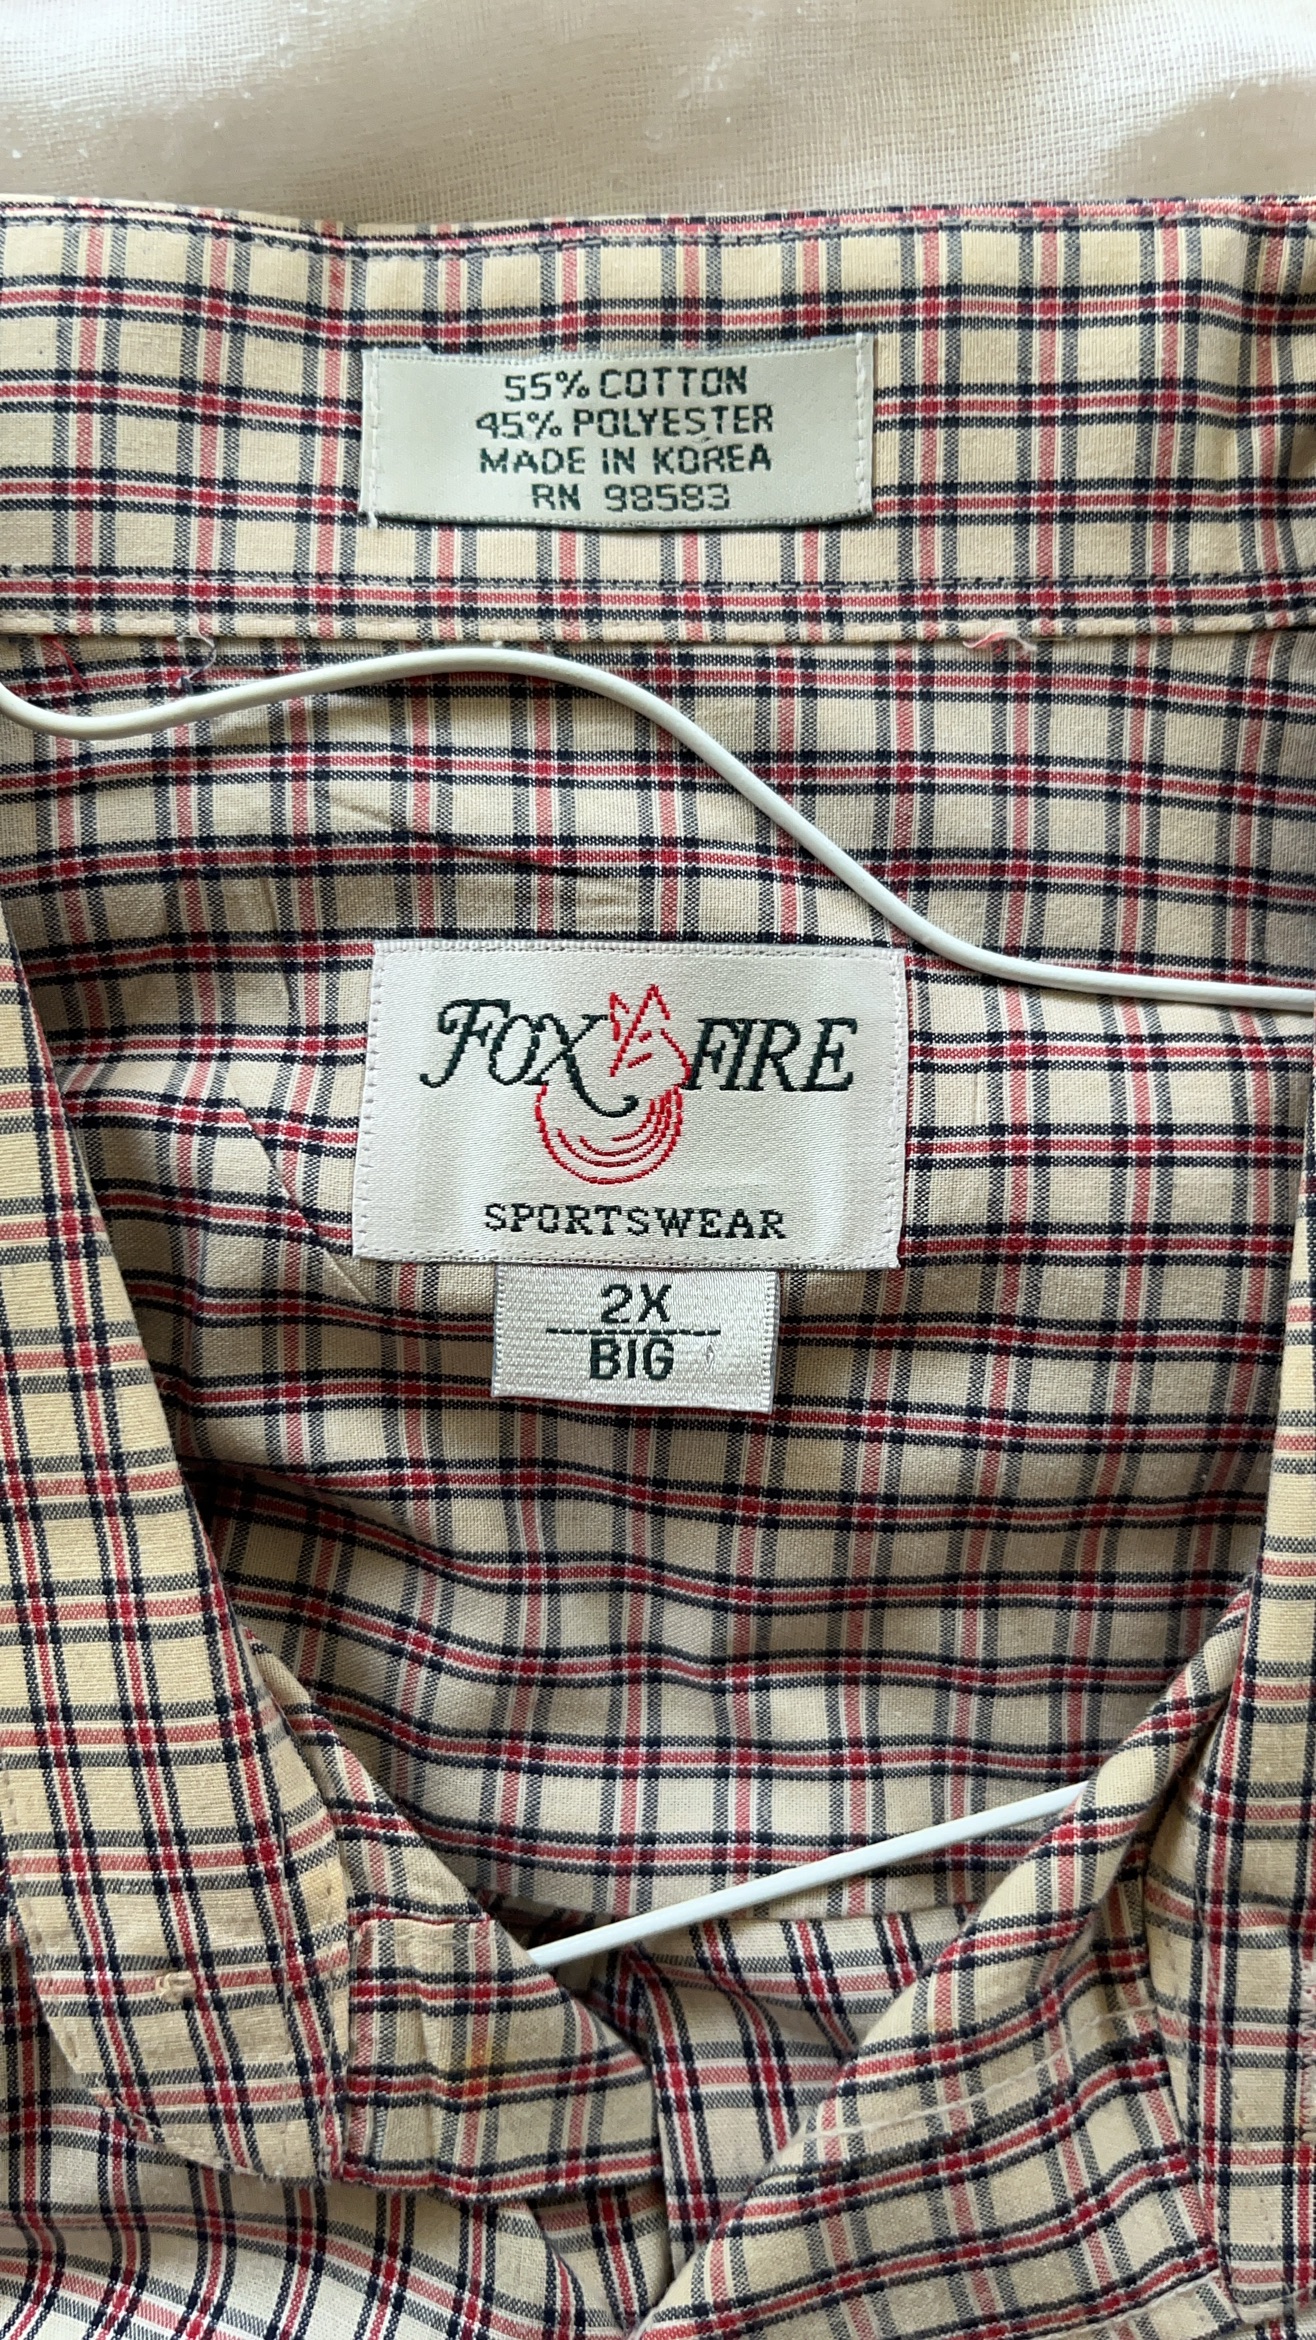 55% COTTON
45% POLYESTER
MADE IN KOREA
RN 98583
FOX FIRE
SPORTSWEAR
2X
BIG